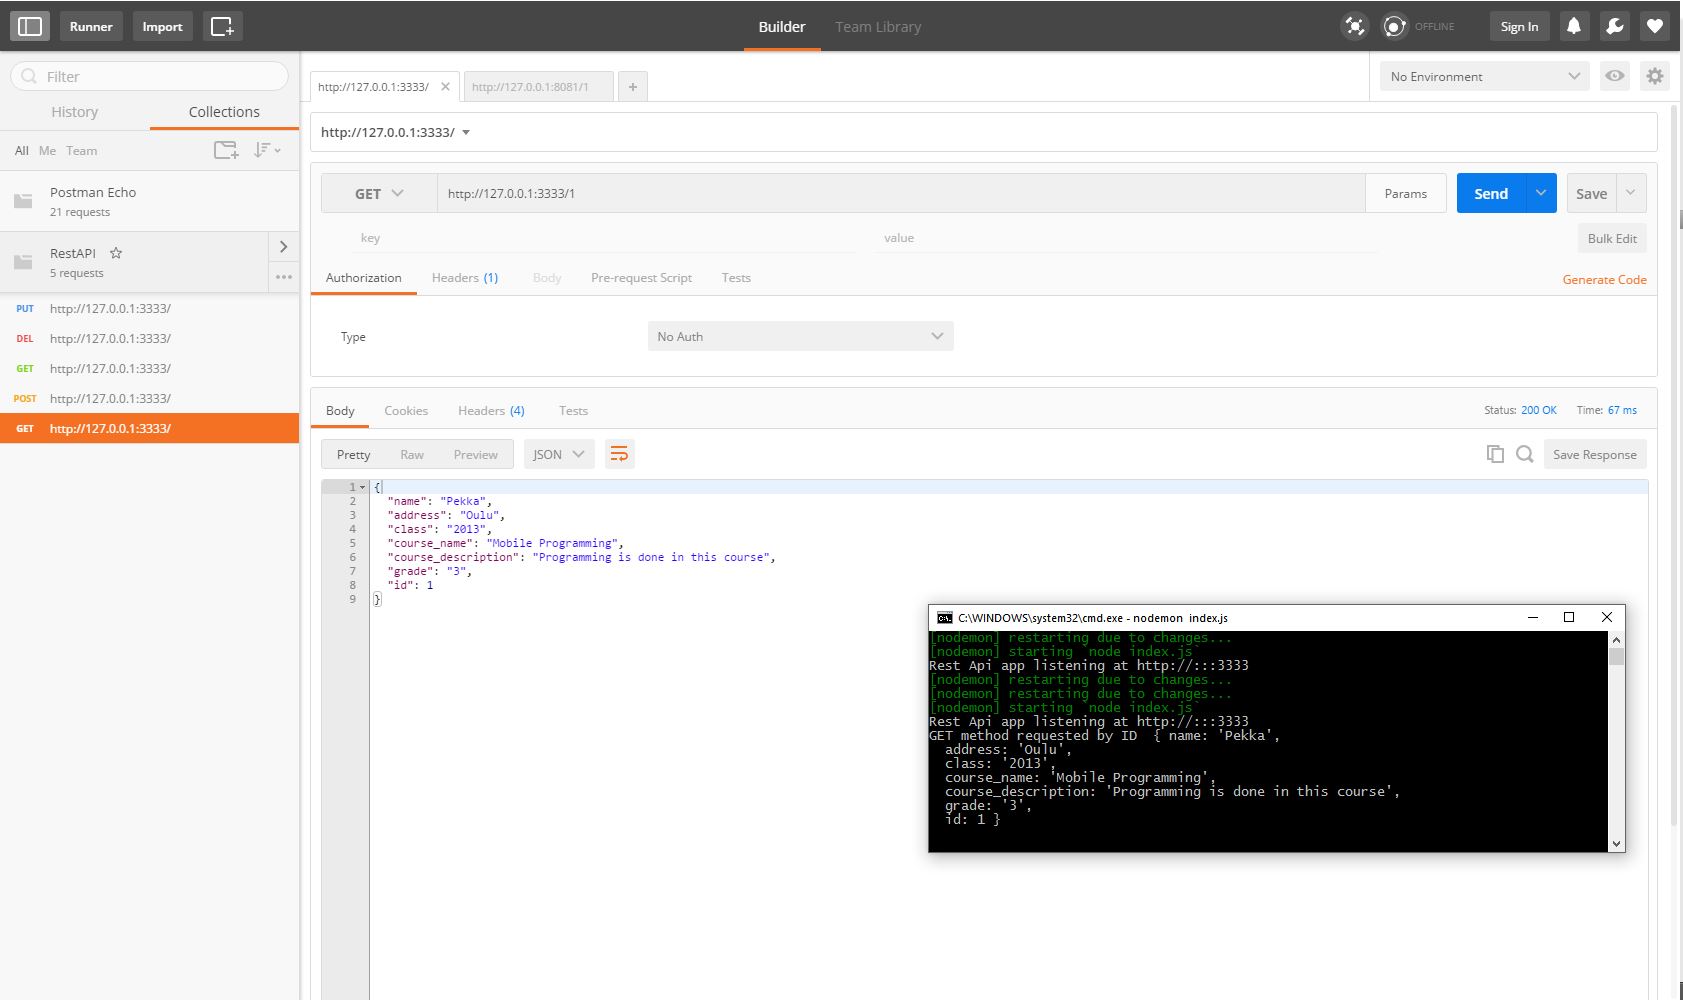 Runner Import Builder Team Library OFFLINE Sign In
Filter
History Collections
All Me Team
Postman Echo
21 requests
RestAPI
5 requests
PUT http://127.0.0.1:3333/
DEL http://127.0.0.1:3333/
GET http://127.0.0.1:3333/
POST http://127.0.0.1:3333/
GET http://127.0.0.1:3333/
http://127.0.0.1:3333/ http://127.0.0.1:8081/1 +
No Environment
http://127.0.0.1:3333/
GET http://127.0.0.1:3333/1 Params Send Save
key value Bulk Edit
Authorization Headers (1) Body Pre-request Script Tests Generate Code
Type No Auth
Body Cookies Headers (4) Tests Status: 200 OK Time: 67 ms
Pretty Raw Preview JSON Save Response
1 {
2 "name": "Pekka",
3 "address": "Oulu",
4 "class": "2013",
5 "course_name": "Mobile Programming",
6 "course_description": "Programming is done in this course",
7 "grade": "3",
8 "id": 1
9 }
C:\WINDOWS\system32\cmd.exe - nodemon index.js
[nodemon] restarting due to changes...
[nodemon] starting `node index.js`
Rest Api app listening at http://:::3333
[nodemon] restarting due to changes...
[nodemon] restarting due to changes...
[nodemon] starting `node index.js`
Rest Api app listening at http://:::3333
GET method requested by ID { name: 'Pekka',
address: 'Oulu',
class: '2013',
course_name: 'Mobile Programming',
course_description: 'Programming is done in this course',
grade: '3',
id: 1 }